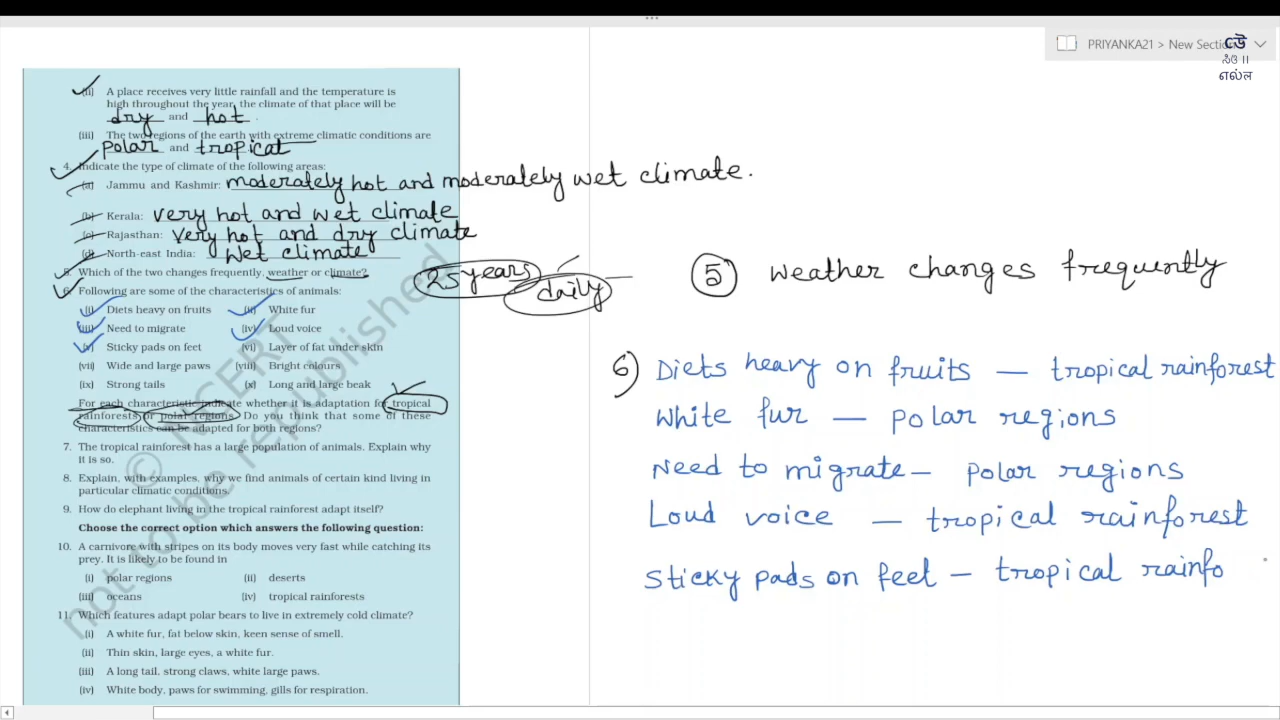 PRIYANKA21 > New Section
(ii) A place receives very little rainfall and the temperature is
high throughout the year, the climate of that place will be
dry and hot.
(iii) The two regions of the earth with extreme climatic conditions are
polar and tropical
4. Indicate the type of climate of the following areas:
(a) Jammu and Kashmir: moderately hot and moderately wet climate.
(b) Kerala: very hot and wet climate
(c) Rajasthan: very hot and dry climate
(d) North-east India: wet climate
5. Which of the two changes frequently, weather or climate?
25 years
daily
6. Following are some of the characteristics of animals:
(i) Diets heavy on fruits (ii) White fur
(iii) Need to migrate (iv) Loud voice
(v) Sticky pads on feet (vi) Layer of fat under skin
(vii) Wide and large paws (viii) Bright colours
(ix) Strong tails (x) Long and large beak
For each characteristic indicate whether it is adaptation for tropical
rainforests or polar regions. Do you think that some of these
characteristics can be adapted for both regions?
7. The tropical rainforest has a large population of animals. Explain why
it is so.
8. Explain, with examples, why we find animals of certain kind living in
particular climatic conditions.
9. How do elephant living in the tropical rainforest adapt itself?
Choose the correct option which answers the following question:
10. A carnivore with stripes on its body moves very fast while catching its
prey. It is likely to be found in
(i) polar regions (ii) deserts
(iii) oceans (iv) tropical rainforests
11. Which features adapt polar bears to live in extremely cold climate?
(i) A white fur, fat below skin, keen sense of smell.
(ii) Thin skin, large eyes, a white fur.
(iii) A long tail, strong claws, white large paws.
(iv) White body, paws for swimming, gills for respiration.
© NCERT
not to be republished
5 Weather changes frequently
6) Diets heavy on fruits — tropical rainforest
White fur — polar regions
Need to migrate — polar regions
Loud voice — tropical rainforest
Sticky pads on feet — tropical rainfo